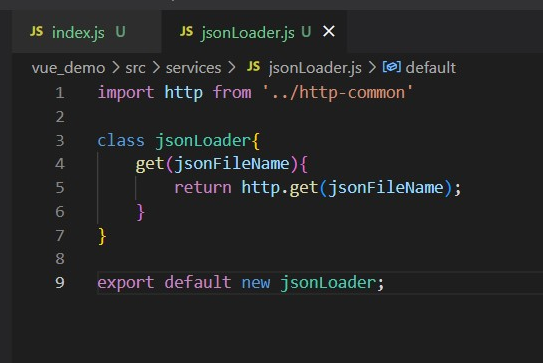 JS index.js U
JS jsonLoader.js U
vue_demo > src > services > JS jsonLoader.js > default
1 import http from '../http-common'
2
3 class jsonLoader{
4 get(jsonFileName){
5 return http.get(jsonFileName);
6 }
7 }
8
9 export default new jsonLoader;